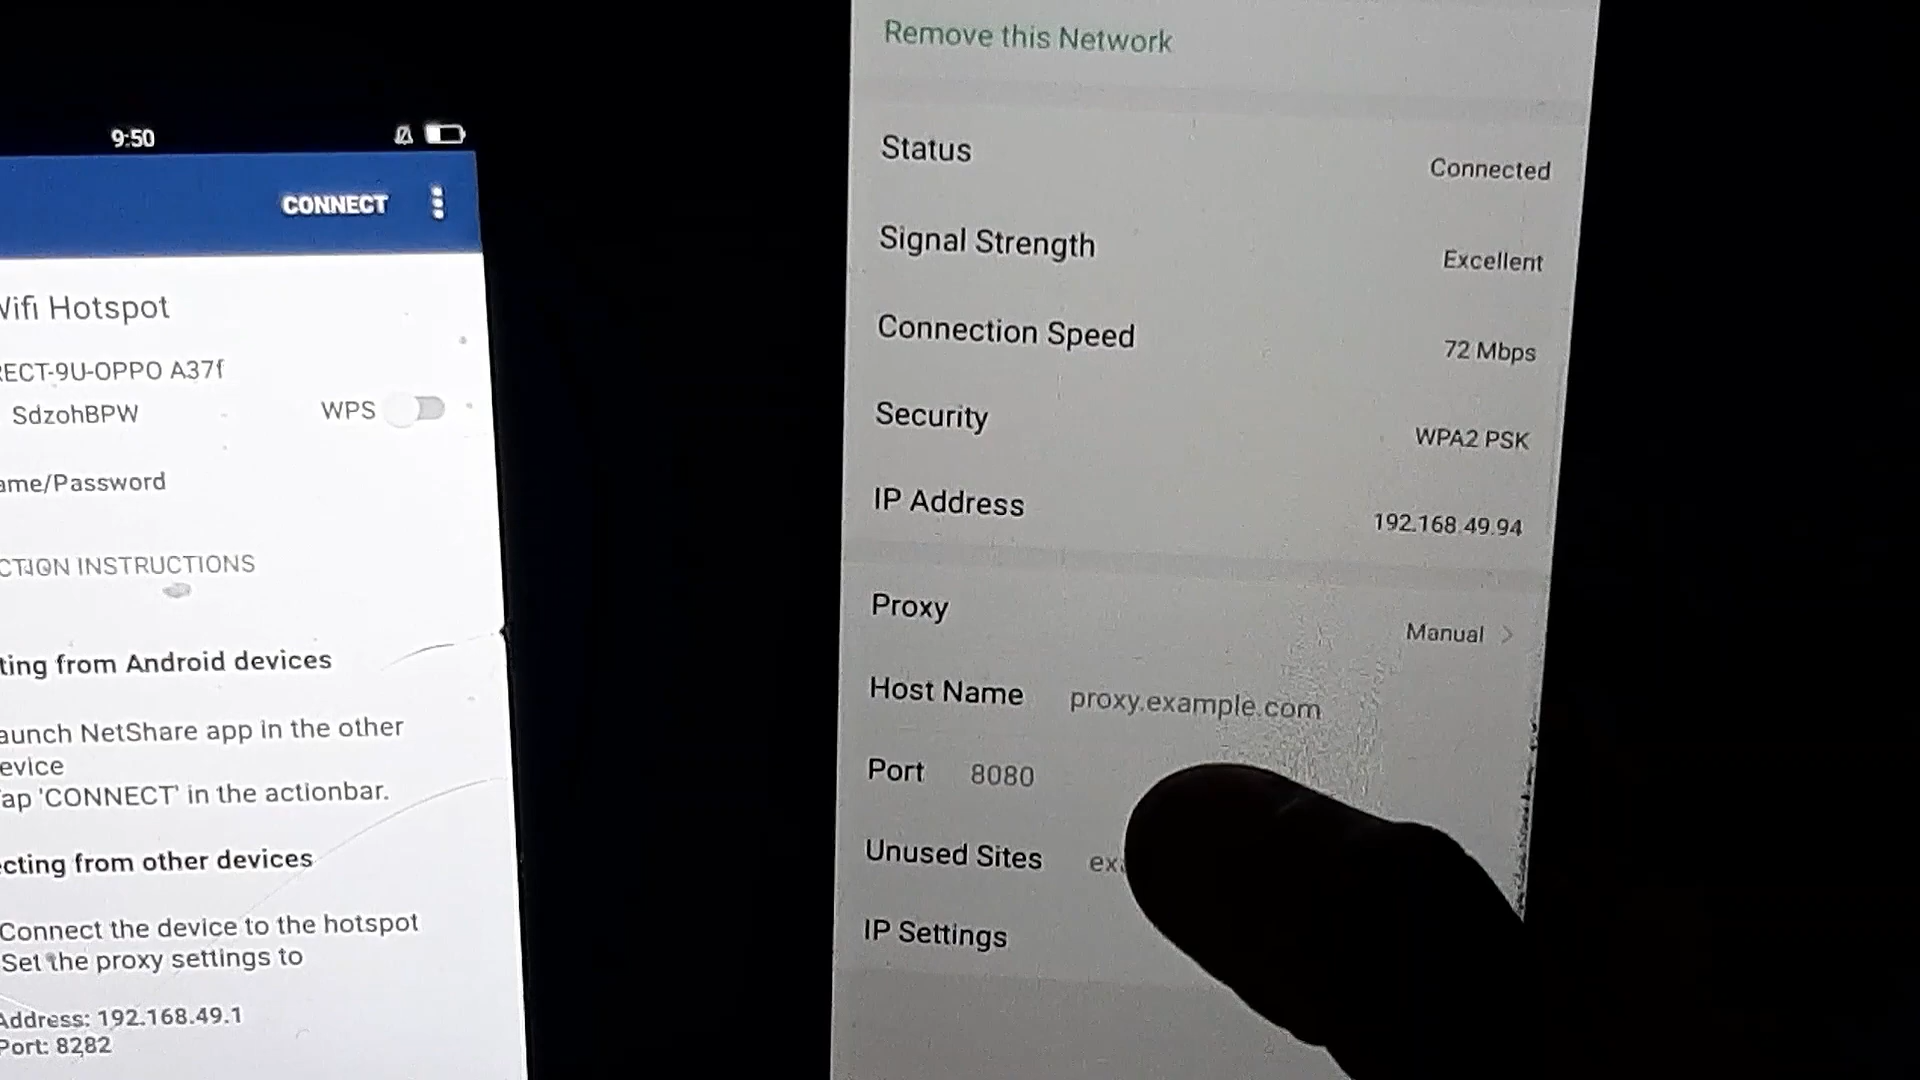 9:50
CONNECT
Wifi Hotspot
RECT-9U-OPPO A37f
SdzohBPW
WPS
ame/Password
CTION INSTRUCTIONS
ting from Android devices
aunch NetShare app in the other
evice
ap 'CONNECT' in the actionbar.
ecting from other devices
Connect the device to the hotspot
Set the proxy settings to
Address: 192.168.49.1
Port: 8282
Remove this Network
Status Connected
Signal Strength Excellent
Connection Speed 72 Mbps
Security WPA2 PSK
IP Address 192.168.49.94
Proxy Manual
Host Name proxy.example.com
Port 8080
Unused Sites ex
IP Settings